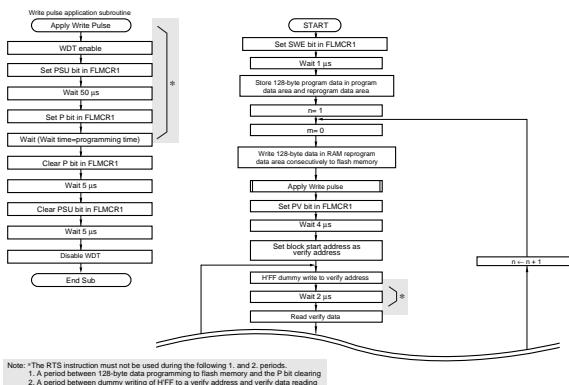 Write pulse application subroutine
Apply Write Pulse
WDT enable
Set PSU bit in FLMCR1
Wait 50 µs
Set P bit in FLMCR1
Wait (Wait time=programming time)
Clear P bit in FLMCR1
Wait 5 µs
Clear PSU bit in FLMCR1
Wait 5 µs
Disable WDT
End Sub
*
START
Set SWE bit in FLMCR1
Wait 1 µs
Store 128-byte program data in program
data area and reprogram data area
n= 1
m= 0
Write 128-byte data in RAM reprogram
data area consecutively to flash memory
Apply Write pulse
Set PV bit in FLMCR1
Wait 4 µs
Set block start address as
verify address
H'FF dummy write to verify address
Wait 2 µs
*
Read verify data
n ← n + 1
Note: *The RTS instruction must not be used during the following 1. and 2. periods.
1. A period between 128-byte data programming to flash memory and the P bit clearing
2. A period between dummy writing of H'FF to a verify address and verify data reading